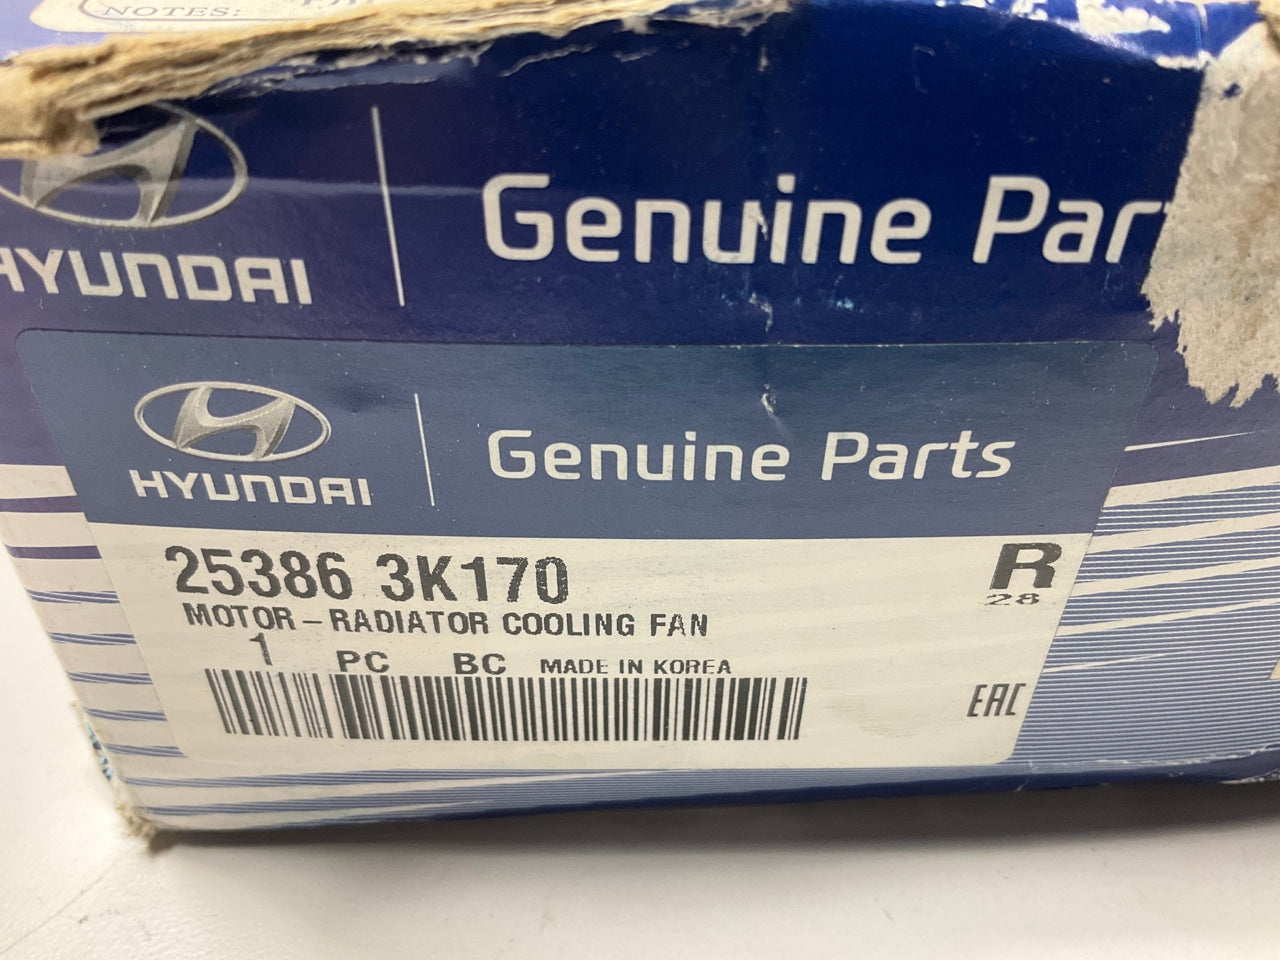 NOTES:
HYUNDAI
Genuine Par
HYUNDAI
Genuine Parts
25386 3K170
R
28
MOTOR - RADIATOR COOLING FAN
1 PC BC MADE IN KOREA
EAC